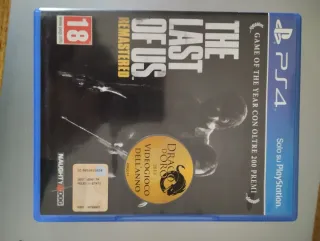 PS4
Solo su PlayStation.
GAME OF THE YEAR CON OLTRE 200 PREMI
THE
LAST
OF US
REMASTERED
18
DRAGO
D'ORO
2014
VIDEOGIOCO
DELL'ANNO
NAUGHTY DOG